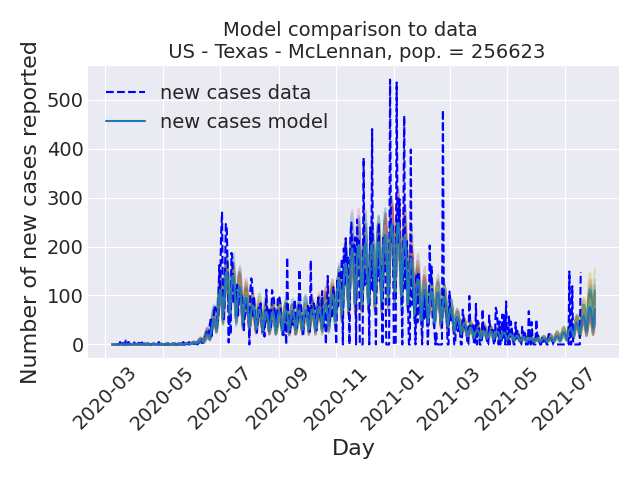 Model comparison to data
US - Texas - McLennan, pop. = 256623
Number of new cases reported
500
400
300
200
100
0
new cases data
new cases model
2020-03
2020-05
2020-07
2020-09
2020-11
2021-01
2021-03
2021-05
2021-07
Day